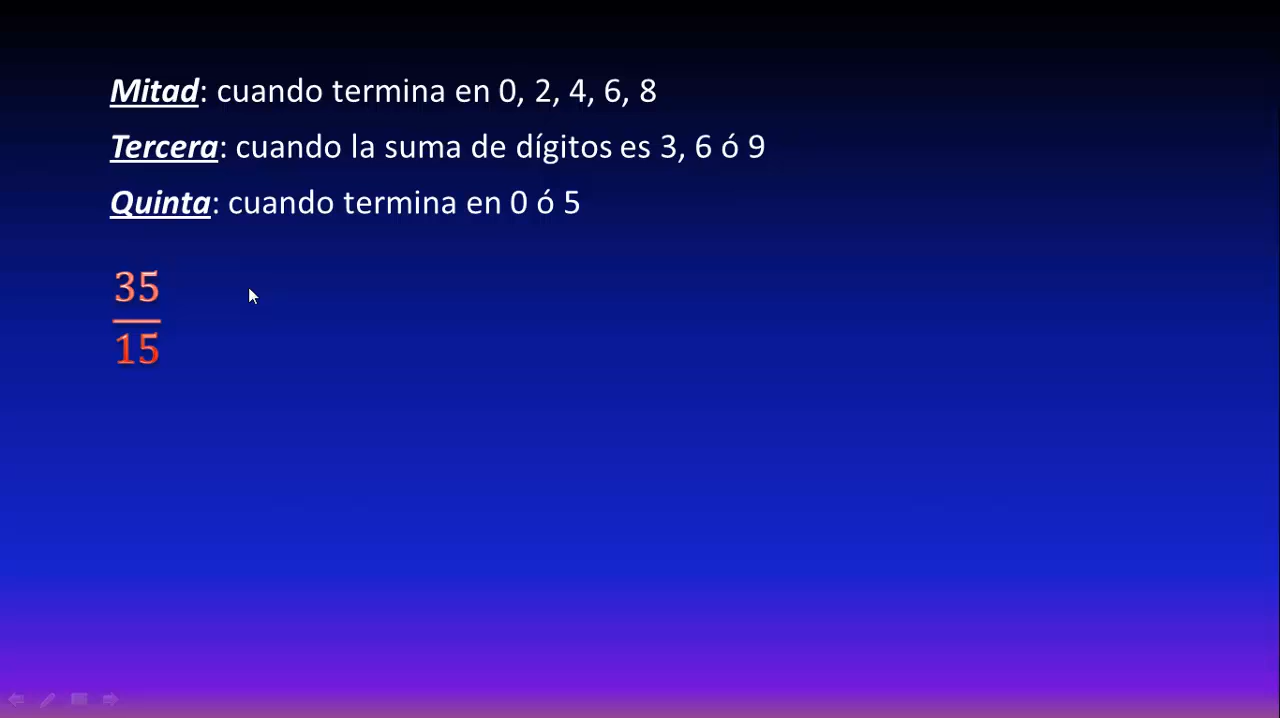 Mitad: cuando termina en 0, 2, 4, 6, 8
Tercera: cuando la suma de dígitos es 3, 6 ó 9
Quinta: cuando termina en 0 ó 5
35
15